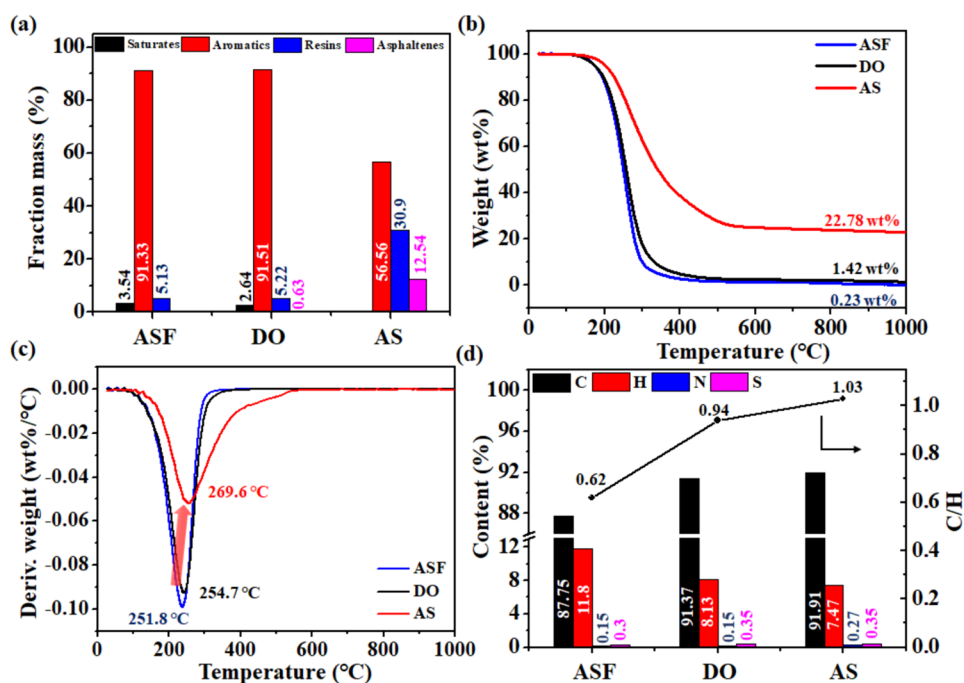 (a)
Saturates Aromatics Resins Asphaltenes
100
80
60
40
20
0
Fraction mass (%)
3.54
91.33
5.13
2.64
91.51
5.22
0.63
56.56
30.9
12.54
ASF DO AS
(b)
100
80
60
40
20
0
Weight (wt%)
ASF
DO
AS
22.78 wt%
1.42 wt%
0.23 wt%
0 200 400 600 800 1000
Temperature (°C)
(c)
0.00
-0.02
-0.04
-0.06
-0.08
-0.10
Deriv. weight (wt%/°C)
269.6 °C
254.7 °C
251.8 °C
ASF
DO
AS
0 200 400 600 800 1000
Temperature (°C)
(d)
C H N S
100
96
92
88
12
8
4
0
Content (%)
0.62
0.94
1.03
87.75
11.8
0.15
0.3
91.37
8.13
0.15
0.35
91.91
7.47
0.27
0.35
1.0
0.8
0.6
0.4
0.2
0.0
C/H
ASF DO AS